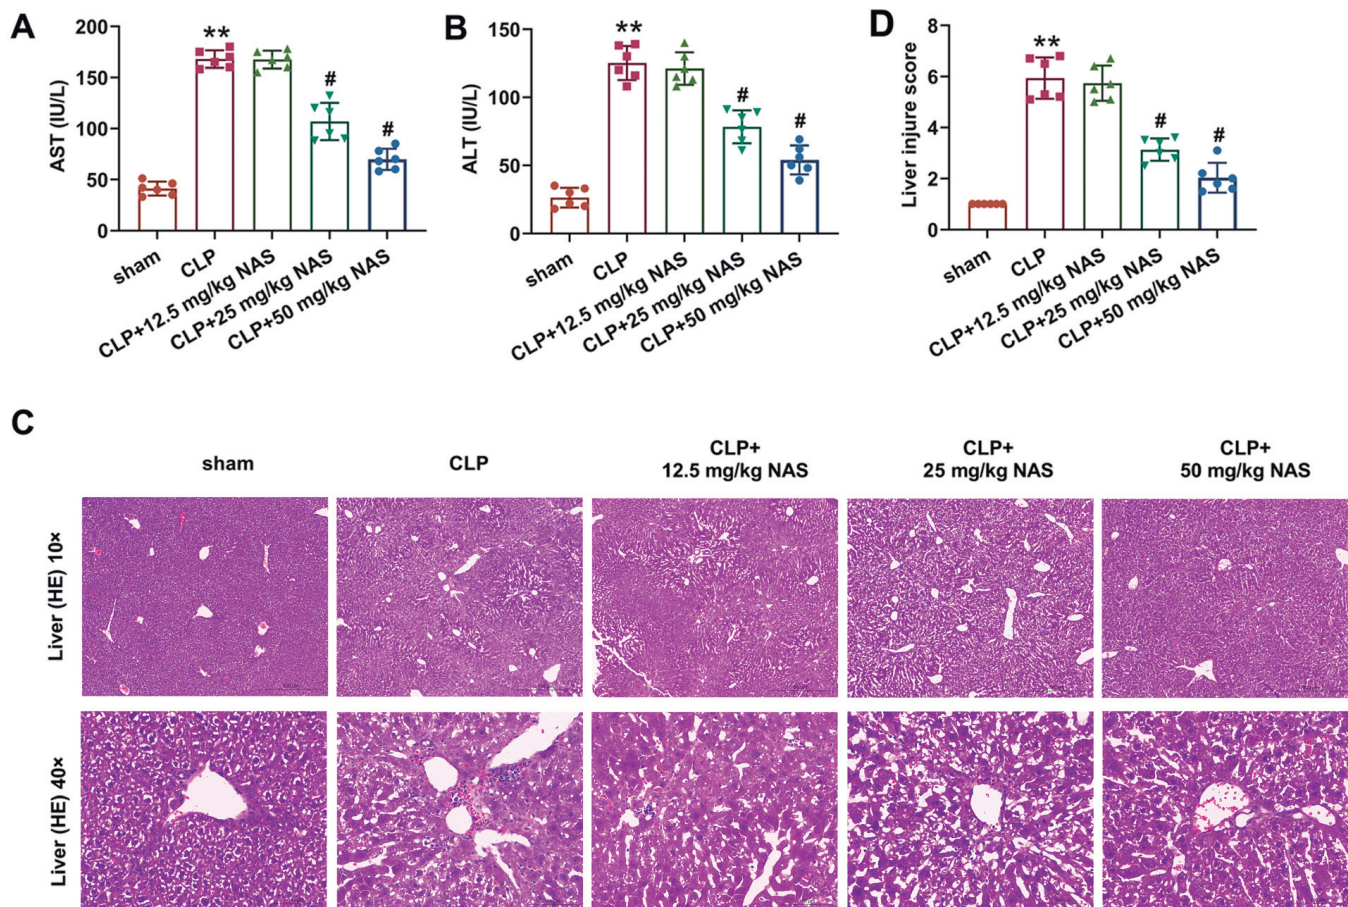 A
AST (IU/L)
200
150
100
50
0
**
#
#
sham
CLP
CLP+12.5 mg/kg NAS
CLP+25 mg/kg NAS
CLP+50 mg/kg NAS
B
ALT (IU/L)
150
100
50
0
**
#
#
sham
CLP
CLP+12.5 mg/kg NAS
CLP+25 mg/kg NAS
CLP+50 mg/kg NAS
D
Liver injure score
8
6
4
2
0
**
#
#
sham
CLP
CLP+12.5 mg/kg NAS
CLP+25 mg/kg NAS
CLP+50 mg/kg NAS
C
sham
CLP
CLP+
12.5 mg/kg NAS
CLP+
25 mg/kg NAS
CLP+
50 mg/kg NAS
Liver (HE) 10×
Liver (HE) 40×